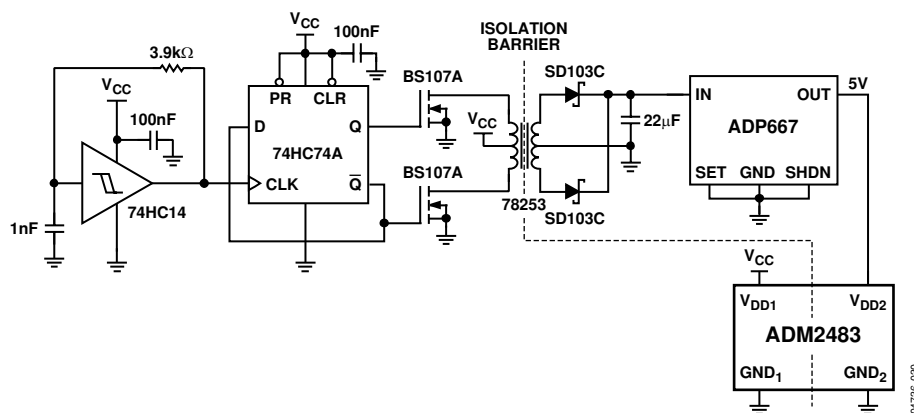 ISOLATION
BARRIER
VCC
100nF
3.9kΩ
BS107A
SD103C
VCC
100nF
PR
CLR
D
Q
74HC74A
CLK
Q̅
VCC
22µF
IN
OUT
5V
ADP667
SET
GND
SHDN
BS107A
74HC14
1nF
78253
SD103C
VCC
VDD1
VDD2
ADM2483
GND1
GND2